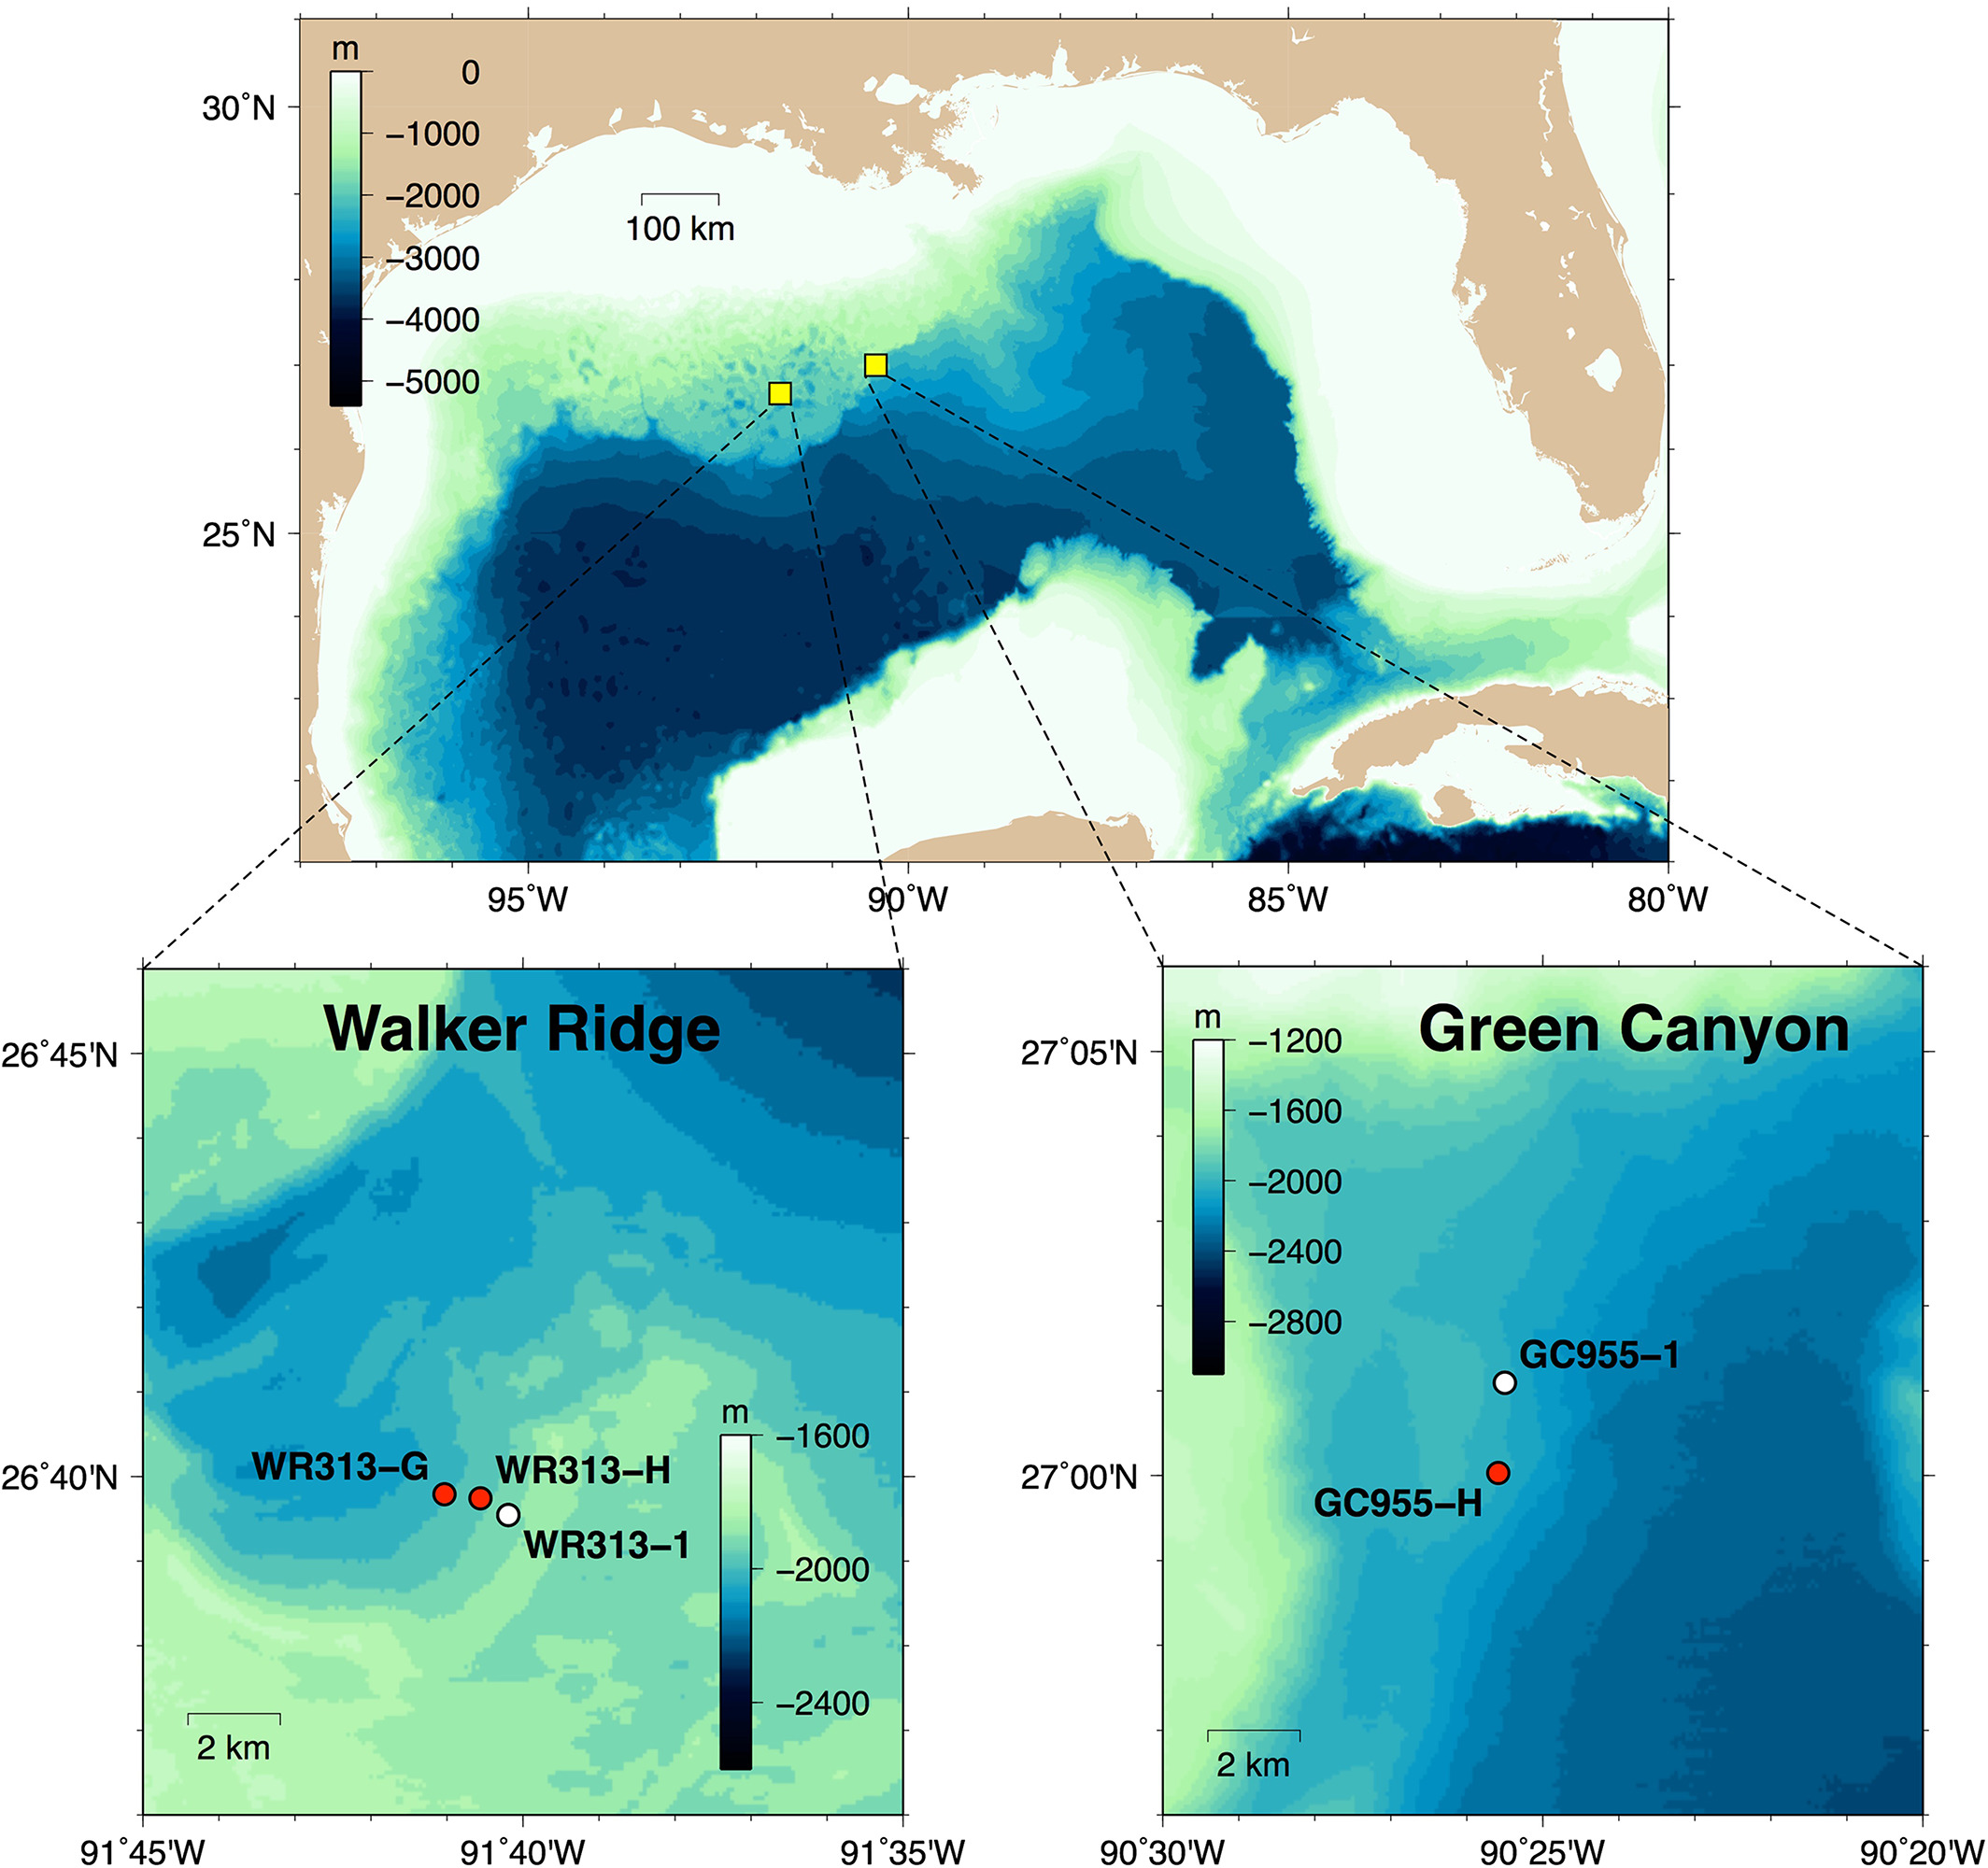 m
0
−1000
−2000
−3000
−4000
−5000
100 km
30˚N
25˚N
95˚W
90˚W
85˚W
80˚W
Walker Ridge
26˚45'N
26˚40'N
WR313−G
WR313−H
WR313−1
m
−1600
−2000
−2400
2 km
91˚45'W
91˚40'W
91˚35'W
Green Canyon
27˚05'N
27˚00'N
m
−1200
−1600
−2000
−2400
−2800
GC955−1
GC955−H
2 km
90˚30'W
90˚25'W
90˚20'W